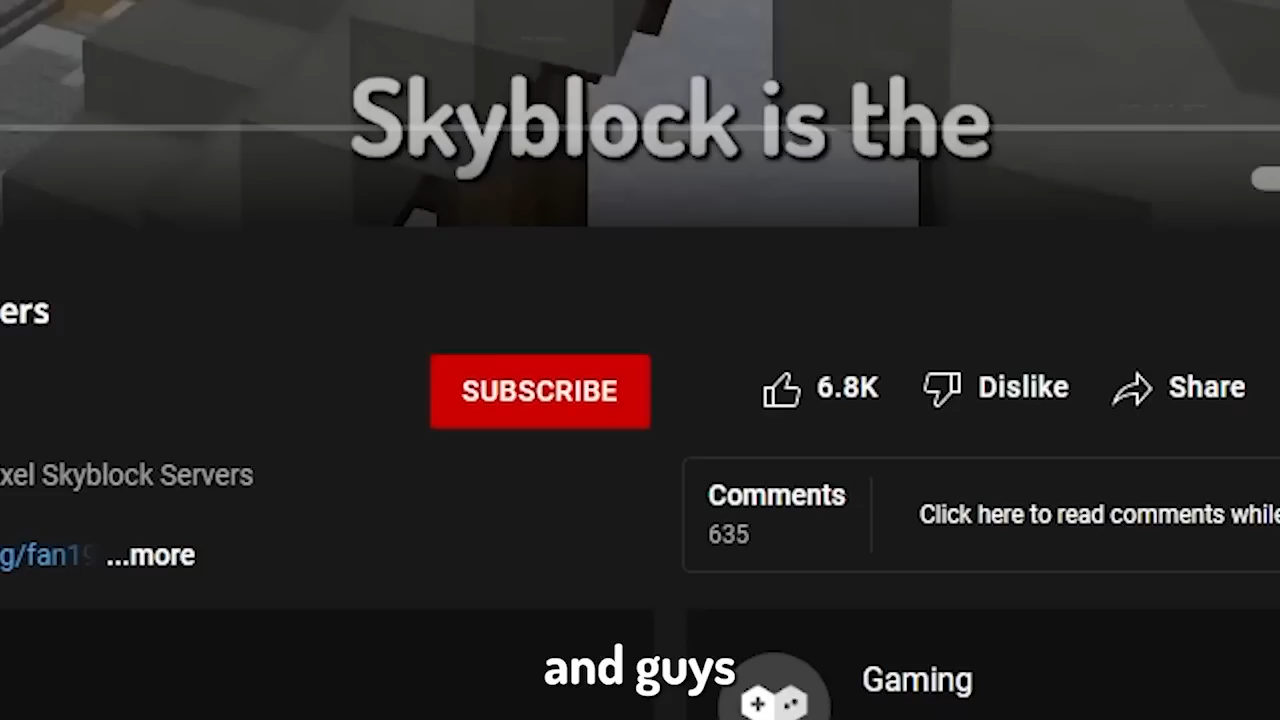 Skyblock is the
ers
SUBSCRIBE
6.8K
Dislike
Share
xel Skyblock Servers
Comments
635
Click here to read comments while
g/fan19 ...more
and guys
Gaming